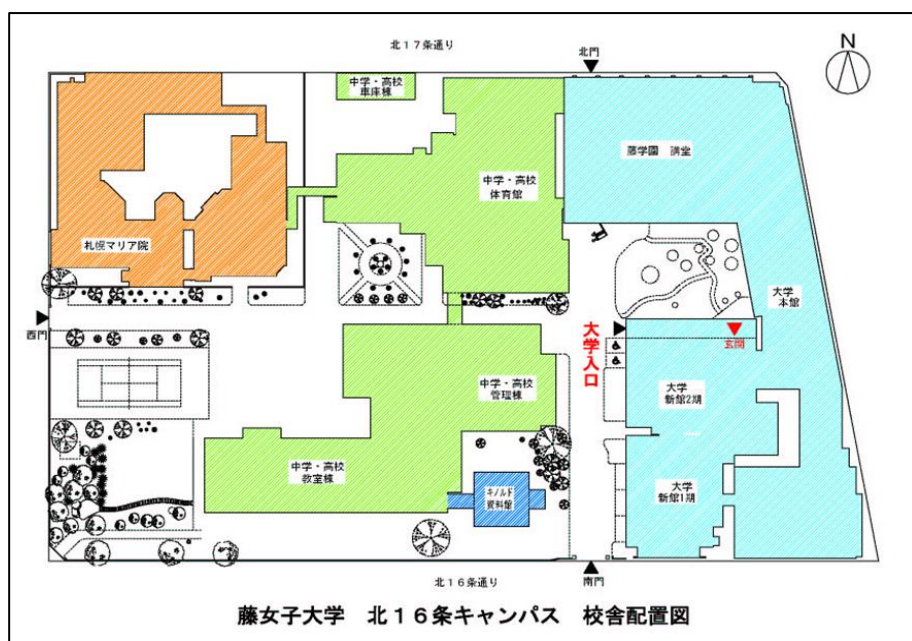 北１７条通り
北門
N
中学・高校
車庫棟
藤学園　講堂
中学・高校
体育館
札幌マリア院
大学
本館
西門
大学入口
玄関
中学・高校
管理棟
大学
新館2期
中学・高校
教室棟
キノルド
資料館
大学
新館1期
北１６条通り
南門
藤女子大学　北１６条キャンパス　校舎配置図